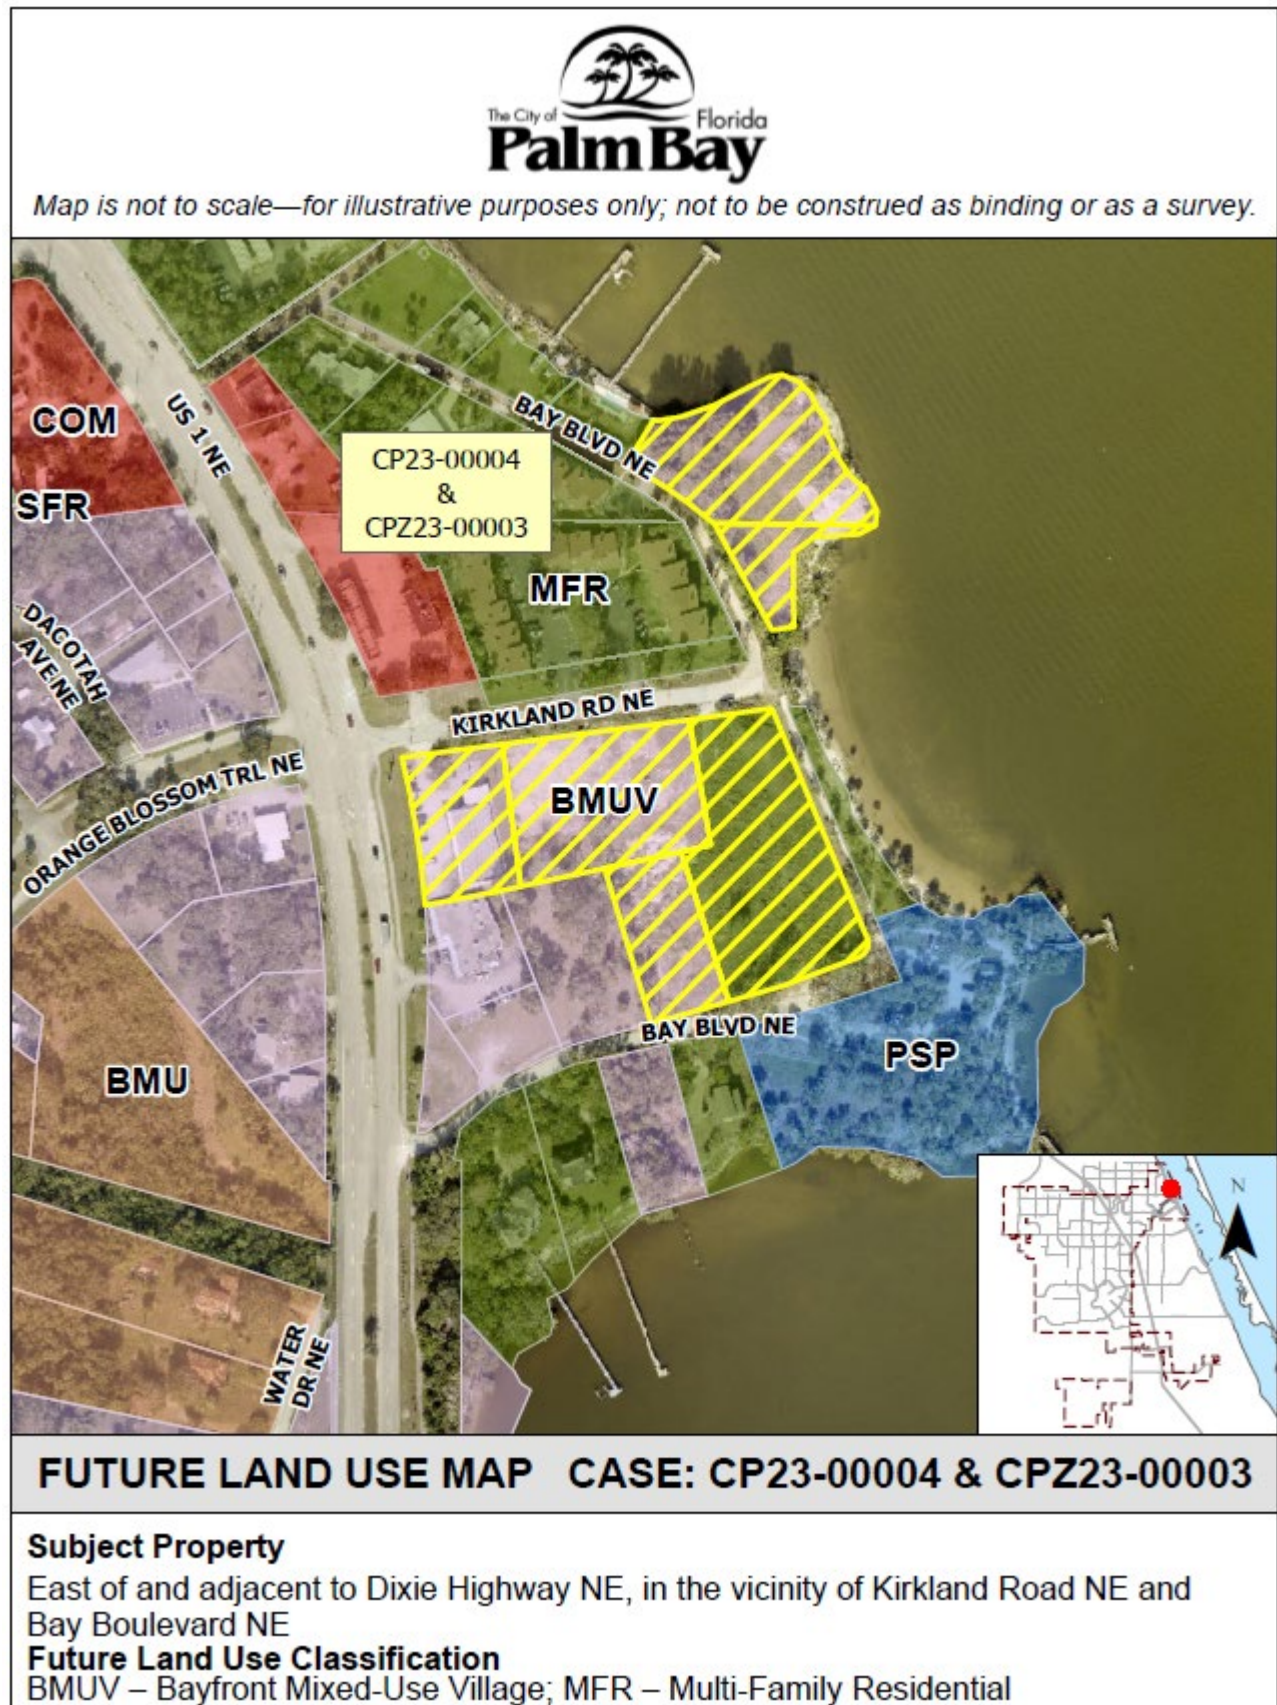 The City of Florida
Palm Bay
Map is not to scale—for illustrative purposes only; not to be construed as binding or as a survey.
COM
US 1 NE
BAY BLVD NE
CP23-00004
&
CPZ23-00003
SFR
MFR
DACOTAH
AVE NE
KIRKLAND RD NE
ORANGE BLOSSOM TRL NE
BMUV
BAY BLVD NE
PSP
BMU
N
WATER
DR NE
FUTURE LAND USE MAP CASE: CP23-00004 & CPZ23-00003
Subject Property
East of and adjacent to Dixie Highway NE, in the vicinity of Kirkland Road NE and
Bay Boulevard NE
Future Land Use Classification
BMUV – Bayfront Mixed-Use Village; MFR – Multi-Family Residential